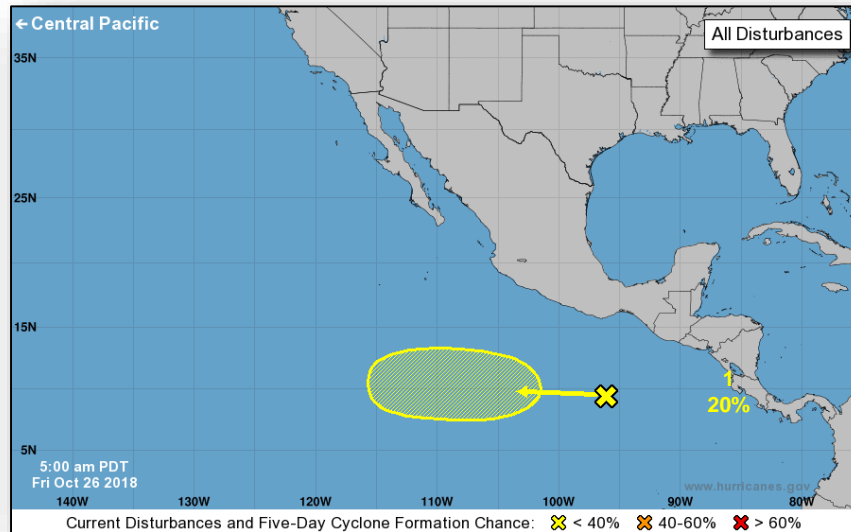 ← Central Pacific
All Disturbances
35N
25N
15N
1
20%
5N
5:00 am PDT
Fri Oct 26 2018
www.hurricanes.gov
140W 130W 120W 110W 100W 90W 80W
Current Disturbances and Five-Day Cyclone Formation Chance: < 40% 40-60% > 60%